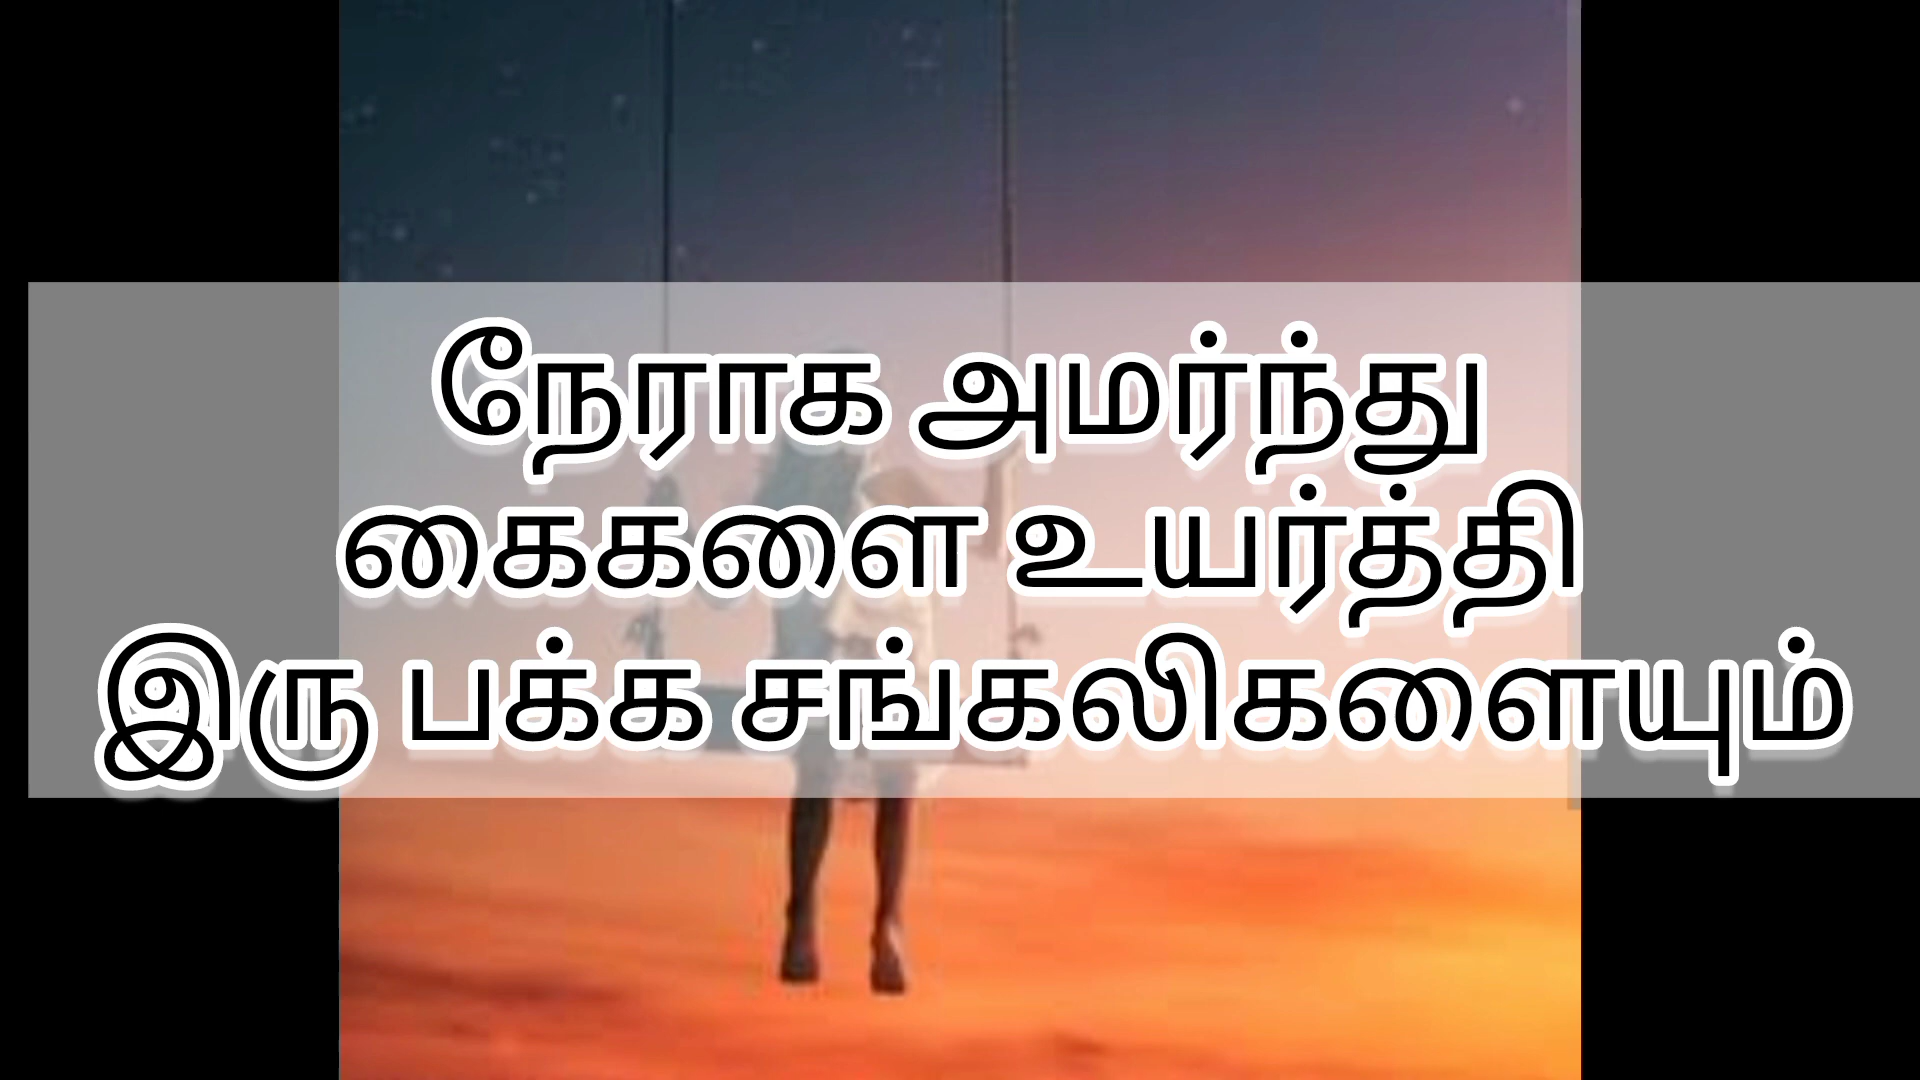 நேராக அமர்ந்து
கைகளை உயர்த்தி
இரு பக்க சங்கலிகளையும்